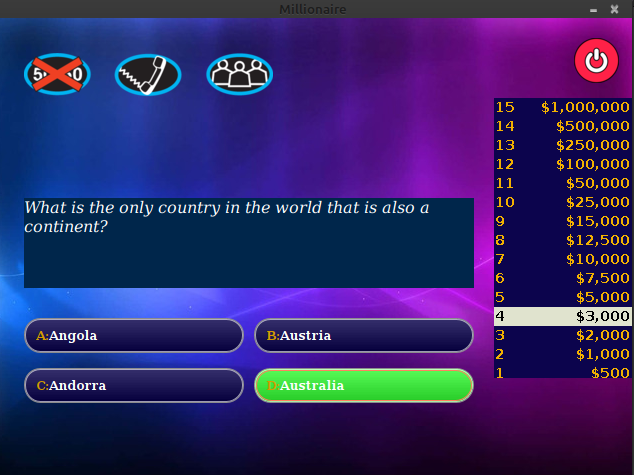 Millionaire
What is the only country in the world that is also a
continent?
A:Angola
B:Austria
C:Andorra
D:Australia
15 $1,000,000
14 $500,000
13 $250,000
12 $100,000
11 $50,000
10 $25,000
9 $15,000
8 $12,500
7 $10,000
6 $7,500
5 $5,000
4 $3,000
3 $2,000
2 $1,000
1 $500